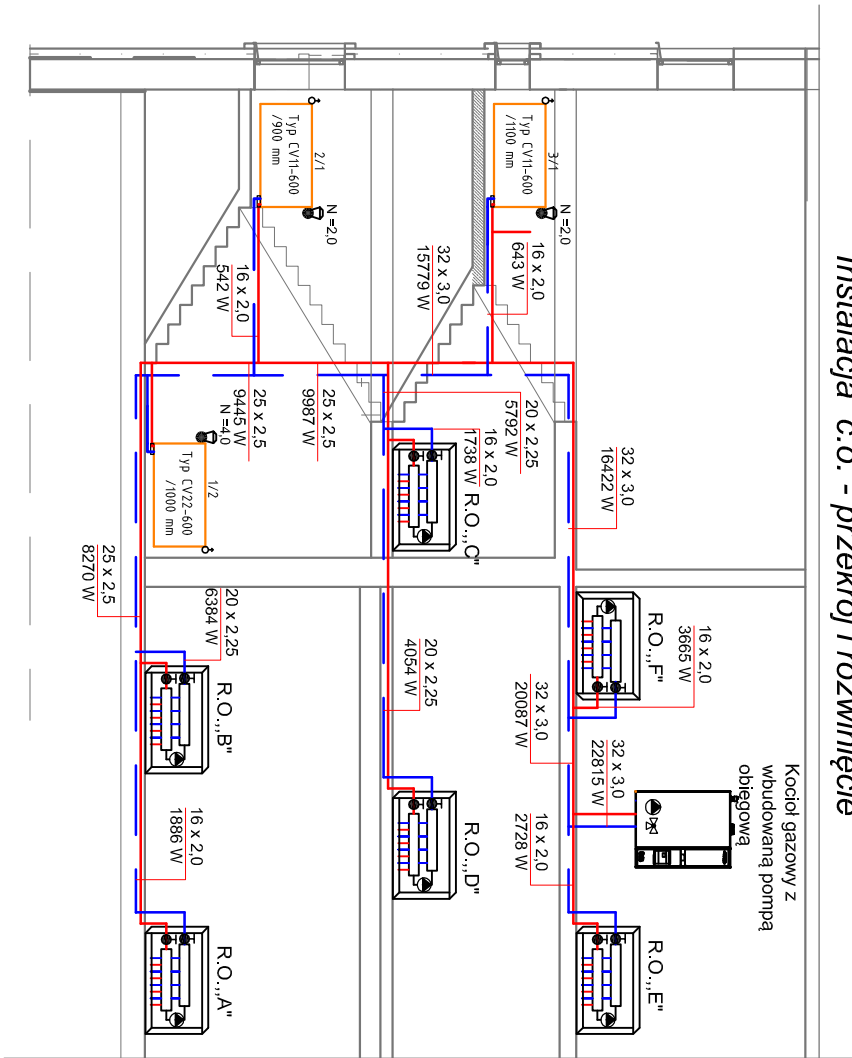 Instalacja c.o. - przekrój i rozwinięcie
Kocioł gazowy z
wbudowaną pompą
obiegową
R.O.,,F"
16 x 2,0
3665 W
32 x 3,0
22815 W
32 x 3,0
20087 W
16 x 2,0
2728 W
R.O.,,E"
32 x 3,0
16422 W
3/1
Typ CV11-600
/1100 mm
N =2,0
16 x 2,0
643 W
32 x 3,0
15779 W
20 x 2,25
5792 W
16 x 2,0
1738 W
R.O.,,C"
20 x 2,25
4054 W
R.O.,,D"
2/1
Typ CV11-600
/900 mm
N =2,0
16 x 2,0
542 W
25 x 2,5
9987 W
25 x 2,5
9445 W
N =4,0
1/2
Typ CV22-600
/1000 mm
25 x 2,5
8270 W
20 x 2,25
6384 W
R.O.,,B"
16 x 2,0
1886 W
R.O.,,A"